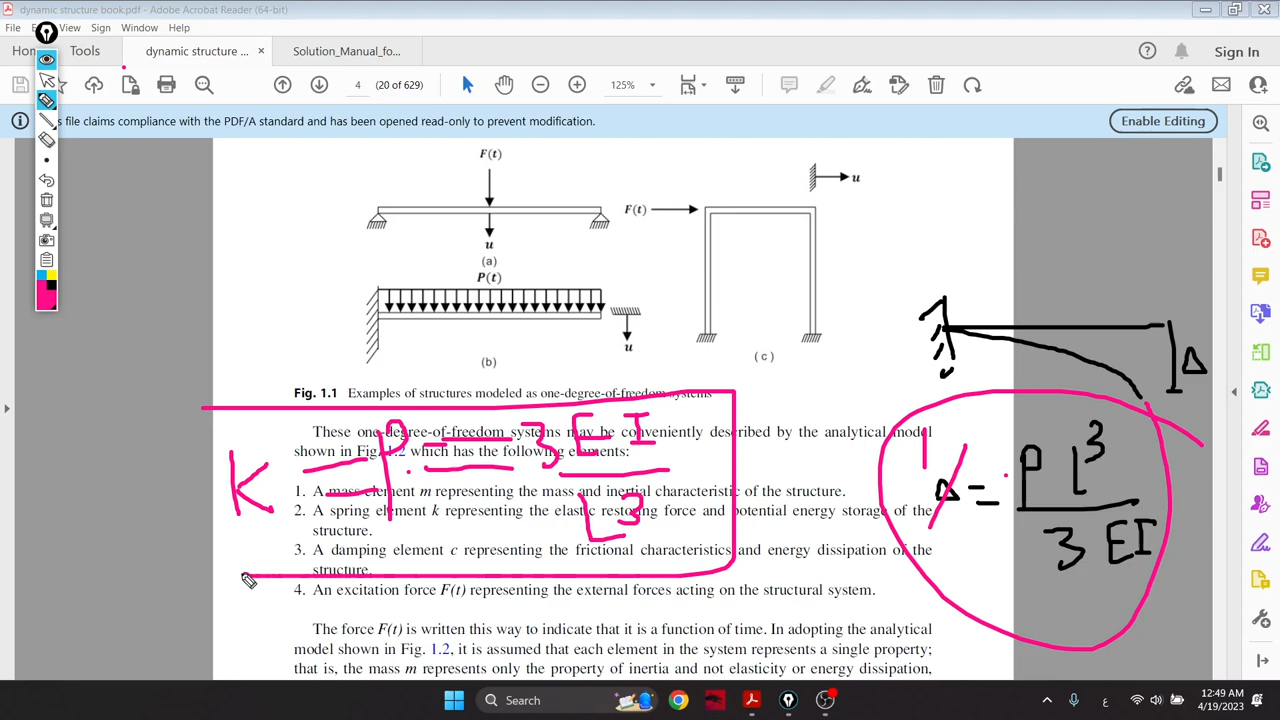 dynamic structure book.pdf - Adobe Acrobat Reader (64-bit)
File View Sign Window Help
Tools dynamic structure ... × Solution_Manual_fo... Sign In
4 (20 of 629) 125%
file claims compliance with the PDF/A standard and has been opened read-only to prevent modification. Enable Editing
F(t)
u
(a)
P(t)
u
(b)
F(t)
u
(c)
Fig. 1.1 Examples of structures modeled as one-degree-of-freedom systems
These one-degree-of-freedom systems may be conveniently described by the analytical model
shown in Fig. 1.2 which has the following elements:
1. A mass element m representing the mass and inertial characteristic of the structure.
2. A spring element k representing the elastic restoring force and potential energy storage of the
structure.
3. A damping element c representing the frictional characteristics and energy dissipation of the
structure.
4. An excitation force F(t) representing the external forces acting on the structural system.
The force F(t) is written this way to indicate that it is a function of time. In adopting the analytical
model shown in Fig. 1.2, it is assumed that each element in the system represents a single property;
that is, the mass m represents only the property of inertia and not elasticity or energy dissipation,
K = P = 3EI
L3
Δ
1
Δ = PL3
3EI
Search
ع
12:49 AM
4/19/2023